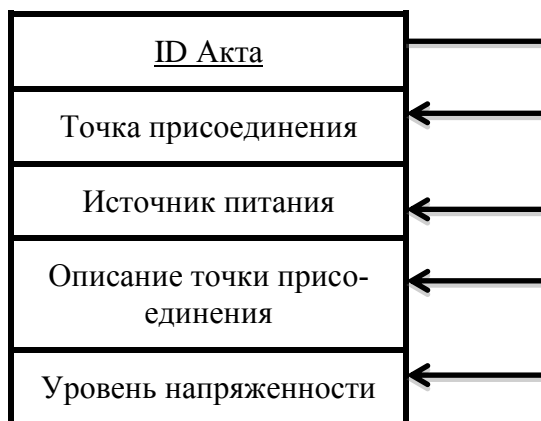 ID Акта
Точка присоединения
Источник питания
Описание точки присо-
единения
Уровень напряженности